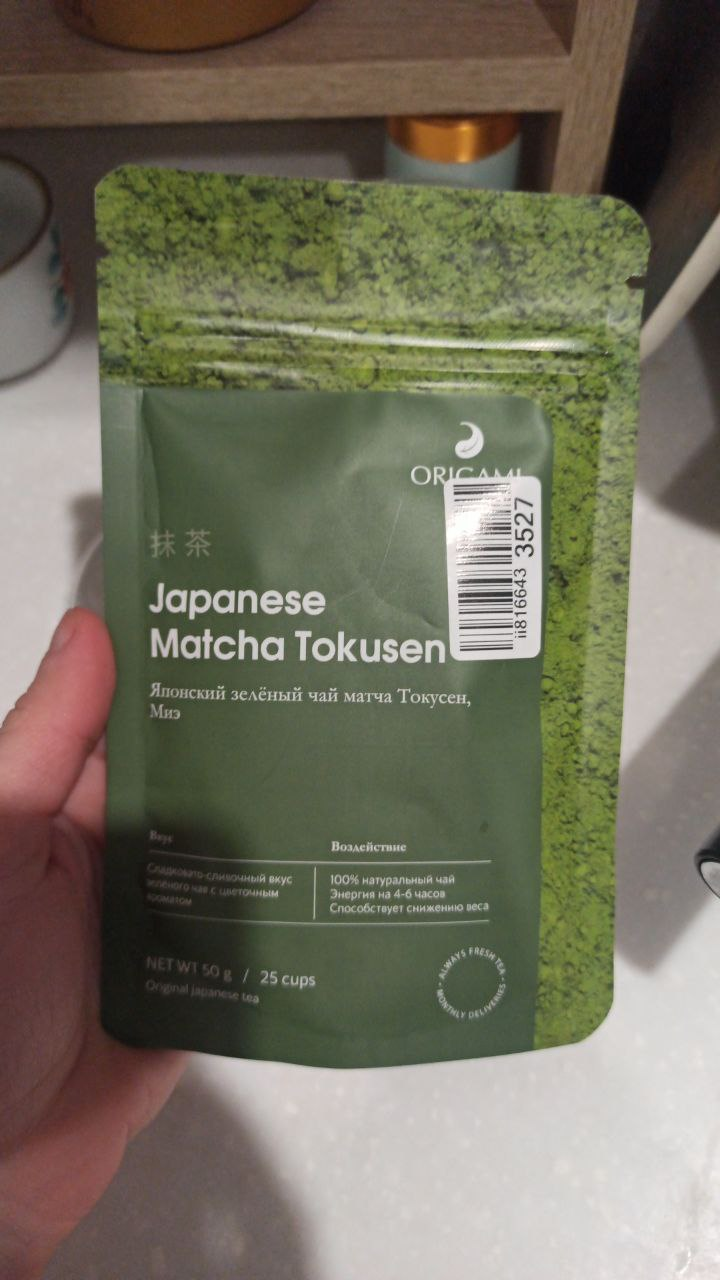 ORIGAMI
ii816643 3527
抹茶
Japanese
Matcha Tokusen
Японский зелёный чай матча Токусен,
Миэ
Вкус
Сладковато-сливочный вкус
зелёного чая с цветочным
ароматом
Воздействие
100% натуральный чай
Энергия на 4-6 часов
Способствует снижению веса
NET WT 50 g / 25 cups
Original japanese tea
ALWAYS FRESH TEA - MONTHLY DELIVERIES -